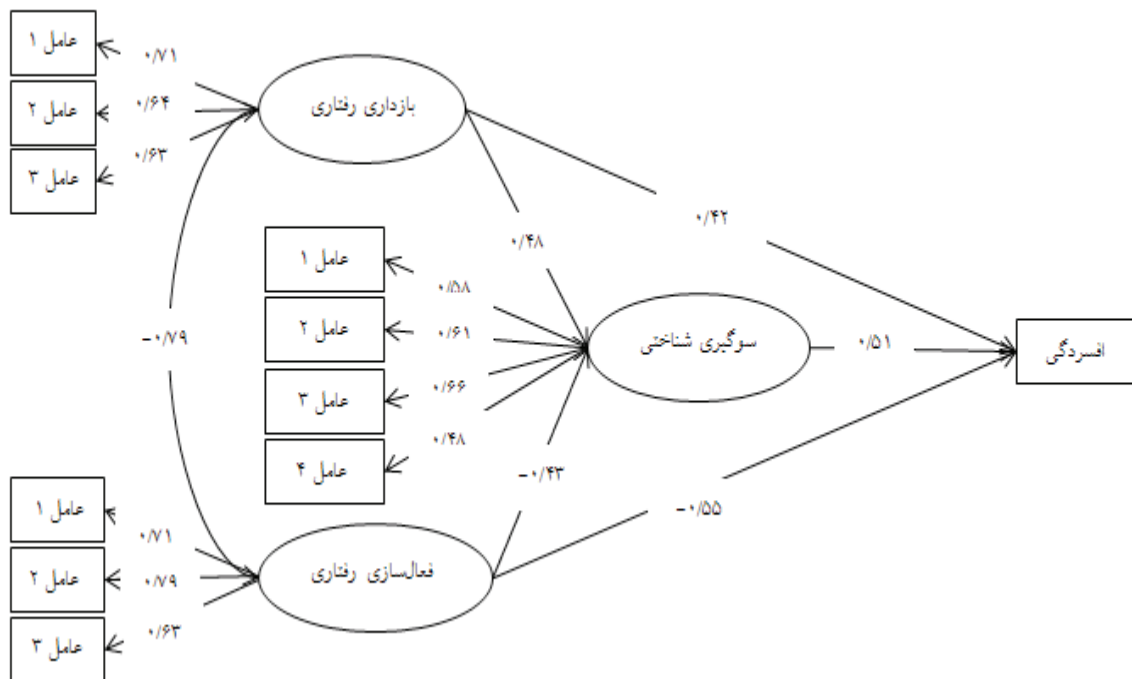 عامل ۱
۰/۷۱
عامل ۲
۰/۶۴
عامل ۳
۰/۶۳
بازداری رفتاری
۰/۴۲
۰/۴۸
عامل ۱
۰/۵۸
عامل ۲
۰/۶۱
عامل ۳
۰/۶۶
عامل ۴
۰/۴۸
سوگیری شناختی
۰/۵۱
افسردگی
−۰/۷۹
−۰/۴۳
−۰/۵۵
عامل ۱
۰/۷۱
عامل ۲
۰/۷۹
عامل ۳
۰/۶۳
فعال‌سازی رفتاری